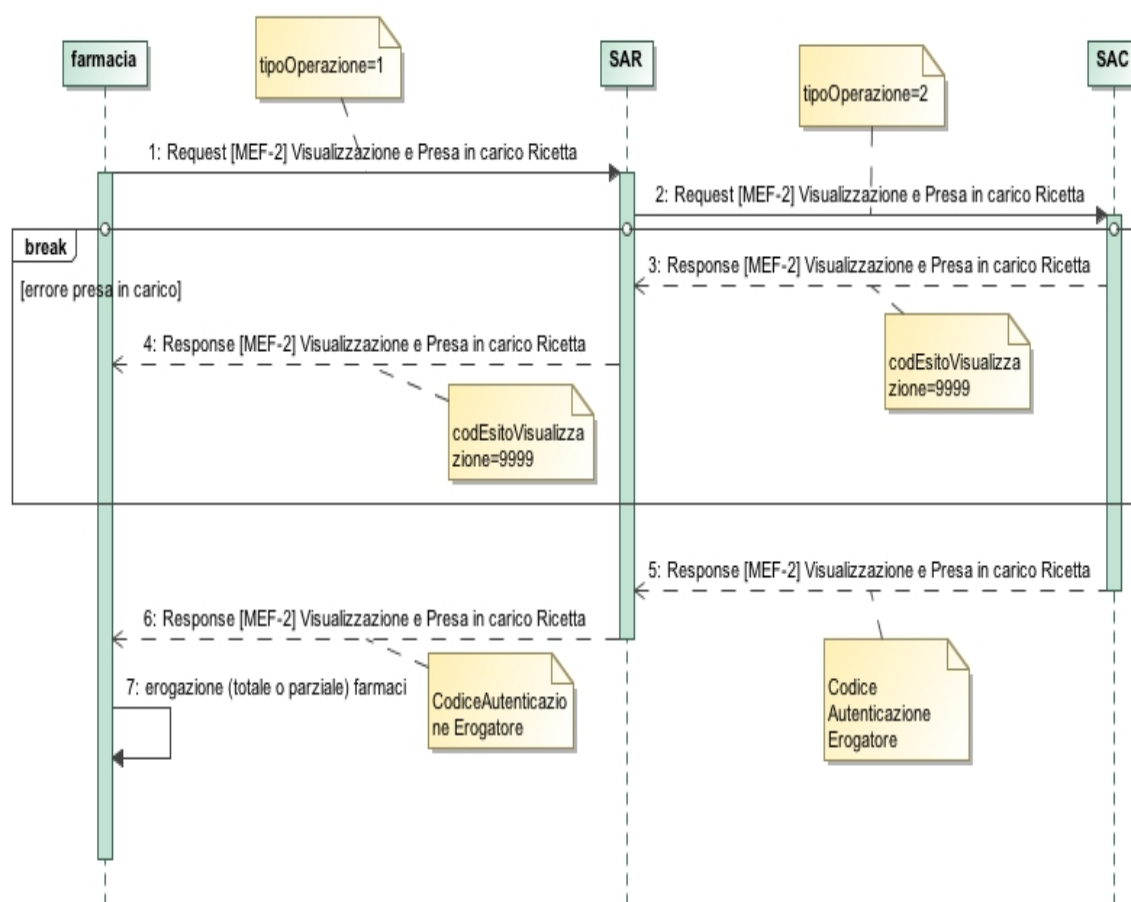 farmacia
tipoOperazione=1
SAR
tipoOperazione=2
SAC
1: Request [MEF-2] Visualizzazione e Presa in carico Ricetta
2: Request [MEF-2] Visualizzazione e Presa in carico Ricetta
break
[errore presa in carico]
3: Response [MEF-2] Visualizzazione e Presa in carico Ricetta
codEsitoVisualizza
zione=9999
4: Response [MEF-2] Visualizzazione e Presa in carico Ricetta
codEsitoVisualizza
zione=9999
5: Response [MEF-2] Visualizzazione e Presa in carico Ricetta
6: Response [MEF-2] Visualizzazione e Presa in carico Ricetta
Codice
Autenticazione
Erogatore
CodiceAutenticazio
ne Erogatore
7: erogazione (totale o parziale) farmaci